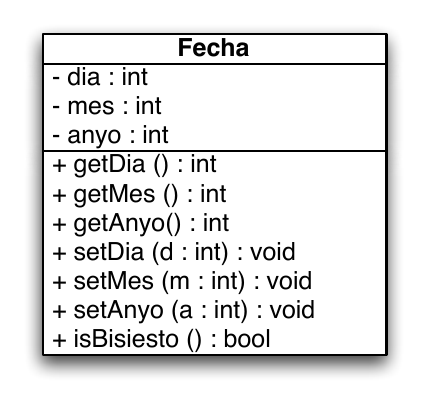 Fecha
- dia : int
- mes : int
- anyo : int
+ getDia () : int
+ getMes () : int
+ getAnyo() : int
+ setDia (d : int) : void
+ setMes (m : int) : void
+ setAnyo (a : int) : void
+ isBisiesto () : bool